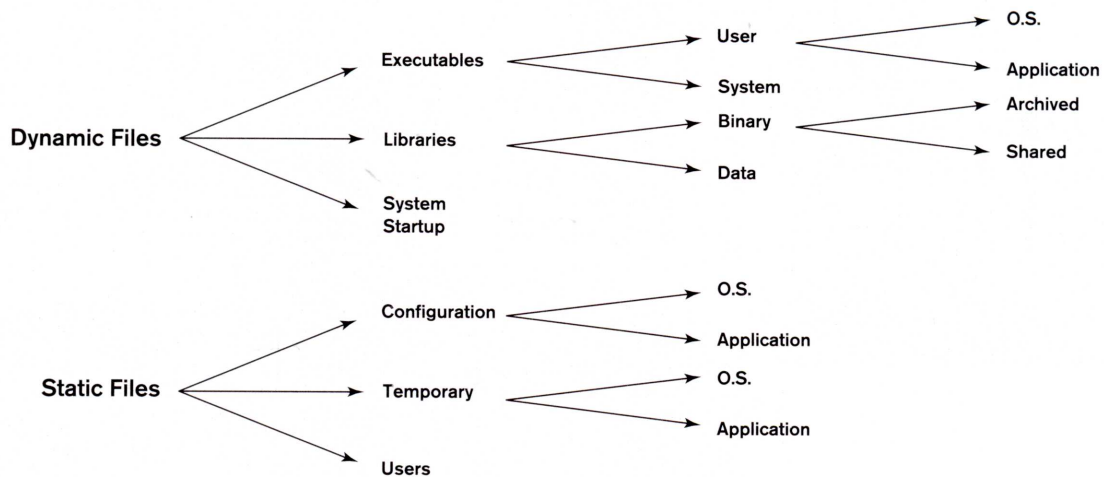 O.S.
User
Executables
Application
System
Archived
Binary
Dynamic Files
Libraries
Shared
Data
System
Startup
O.S.
Configuration
Application
O.S.
Static Files
Temporary
Application
Users